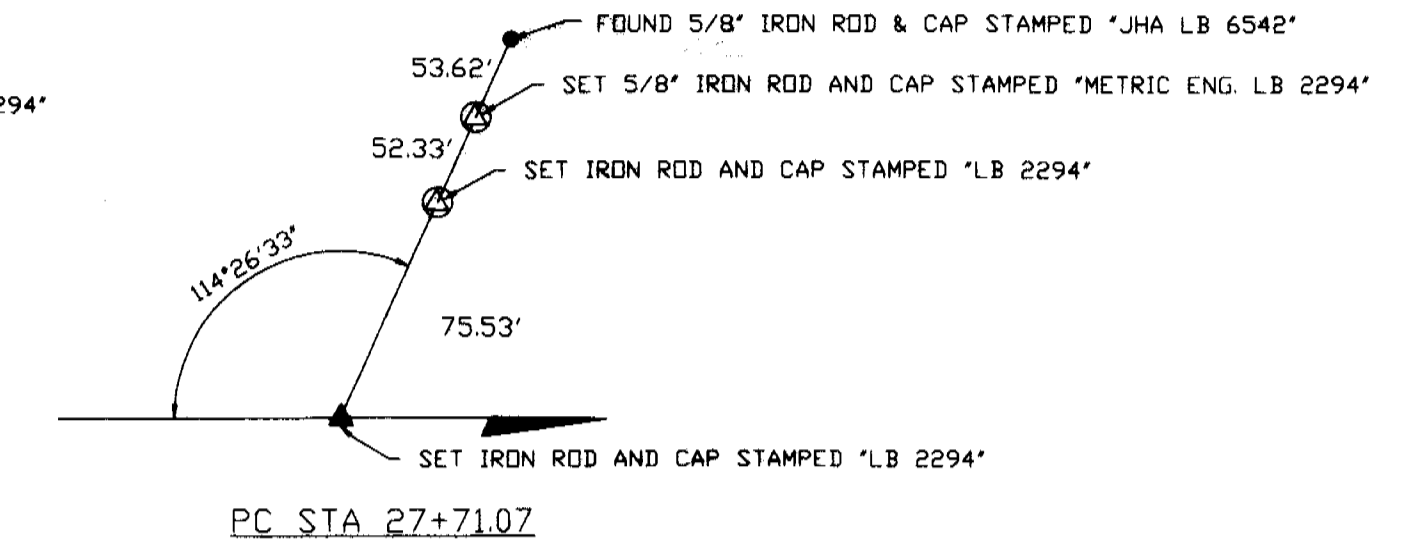 FOUND 5/8" IRON ROD & CAP STAMPED "JHA LB 6542"
53.62'
SET 5/8" IRON ROD AND CAP STAMPED "METRIC ENG. LB 2294"
2294"
52.33'
SET IRON ROD AND CAP STAMPED "LB 2294"
114°26'33"
75.53'
SET IRON ROD AND CAP STAMPED "LB 2294"
PC STA 27+71.07